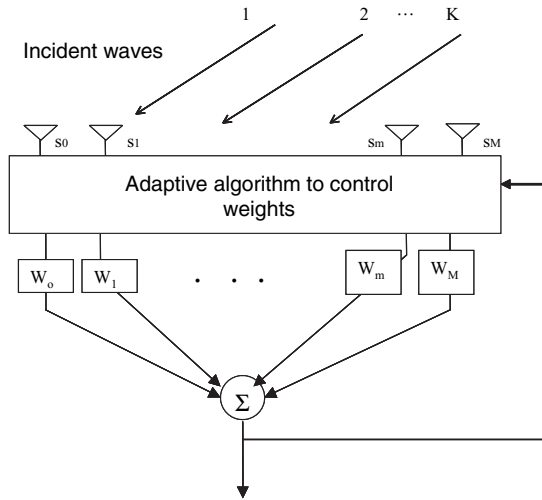 1 2 ... K
Incident waves
s0 s1 sm sM
Adaptive algorithm to control
weights
Wo W1 . . . Wm WM
Σ